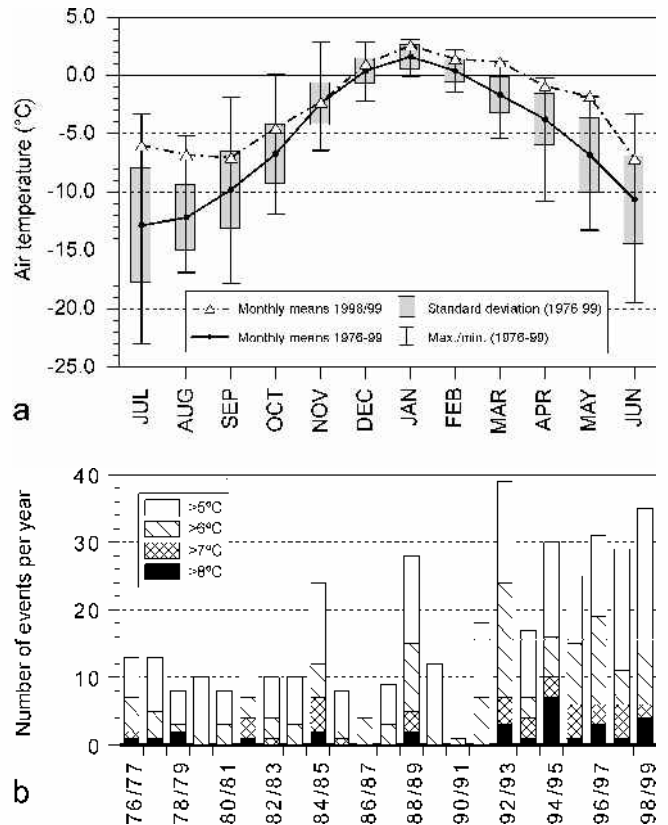 5.0
0.0
-5.0
-10.0
-15.0
-20.0
-25.0
Air temperature (°C)
Monthly means 1998/99
Standard deviation (1976-99)
Monthly means 1976-99
Max./min. (1976-99)
JUL AUG SEP OCT NOV DEC JAN FEB MAR APR MAY JUN
a
40
30
20
10
0
Number of events per year
>5°C
>6°C
>7°C
>8°C
76/77 78/79 80/81 82/83 84/85 86/87 88/89 90/91 92/93 94/95 96/97 98/99
b